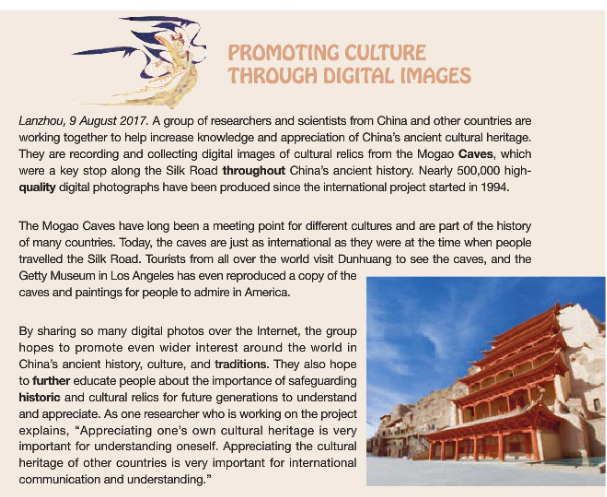 PROMOTING CULTURE
THROUGH DIGITAL IMAGES
Lanzhou, 9 August 2017. A group of researchers and scientists from China and other countries are
working together to help increase knowledge and appreciation of China's ancient cultural heritage.
They are recording and collecting digital images of cultural relics from the Mogao Caves, which
were a key stop along the Silk Road throughout China's ancient history. Nearly 500,000 high-
quality digital photographs have been produced since the international project started in 1994.
The Mogao Caves have long been a meeting point for different cultures and are part of the history
of many countries. Today, the caves are just as international as they were at the time when people
travelled the Silk Road. Tourists from all over the world visit Dunhuang to see the caves, and the
Getty Museum in Los Angeles has even reproduced a copy of the
caves and paintings for people to admire in America.
By sharing so many digital photos over the Internet, the group
hopes to promote even wider interest around the world in
China's ancient history, culture, and traditions. They also hope
to further educate people about the importance of safeguarding
historic and cultural relics for future generations to understand
and appreciate. As one researcher who is working on the project
explains, "Appreciating one's own cultural heritage is very
important for understanding oneself. Appreciating the cultural
heritage of other countries is very important for international
communication and understanding."